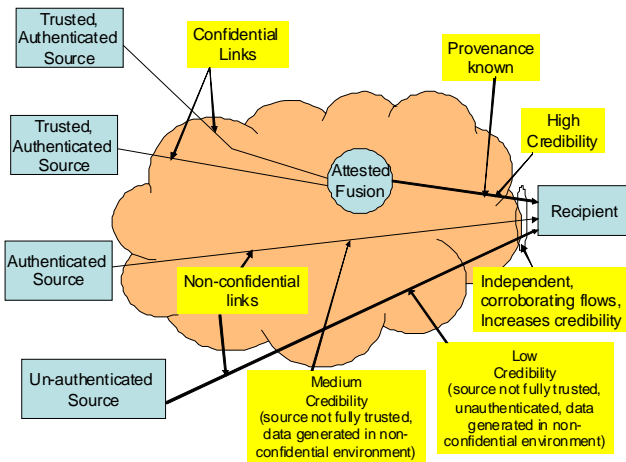 Trusted,
Authenticated
Source
Confidential
Links
Provenance
known
Trusted,
Authenticated
Source
High
Credibility
Attested
Fusion
Recipient
Authenticated
Source
Non-confidential
links
Independent,
corroborating flows,
Increases credibility
Un-authenticated
Source
Medium
Credibility
(source not fully trusted,
data generated in non-
confidential environment)
Low
Credibility
(source not fully trusted,
unauthenticated, data
generated in non-
confidential environment)